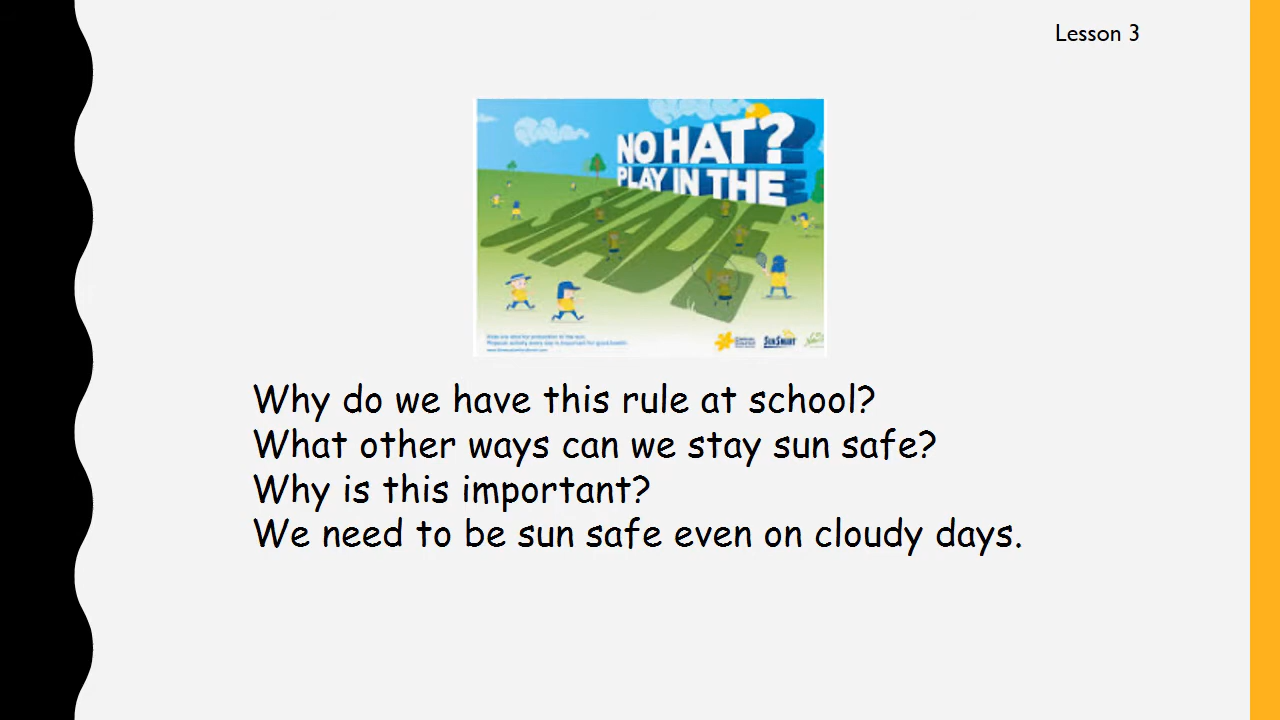 Lesson 3
NO HAT?
PLAY IN THE
SHADE
SunSmart
Why do we have this rule at school?
What other ways can we stay sun safe?
Why is this important?
We need to be sun safe even on cloudy days.